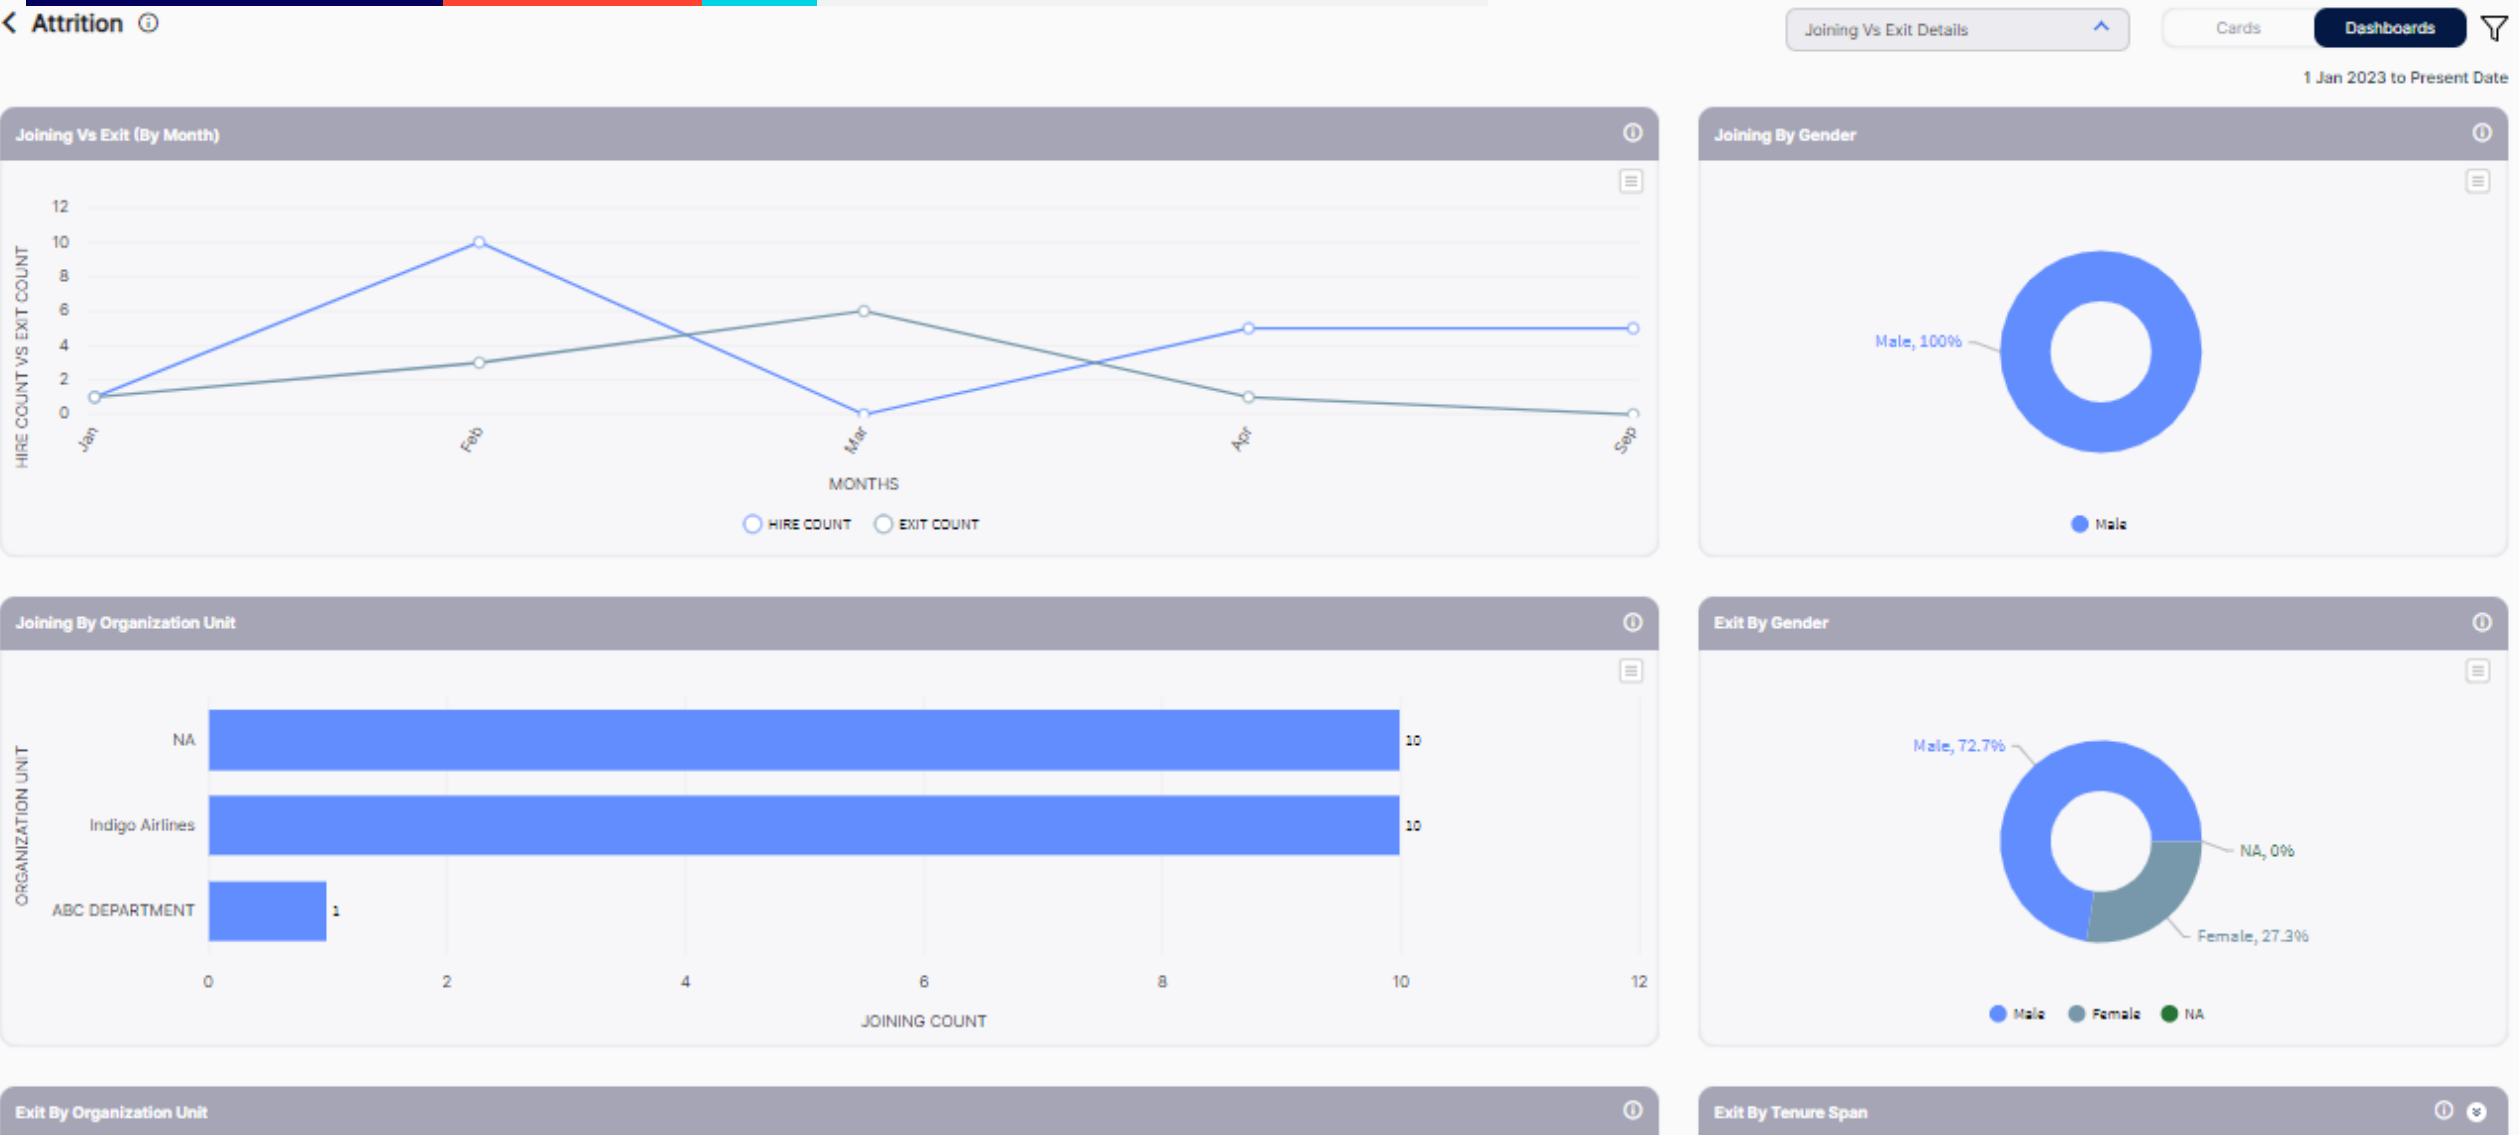 Attrition
Joining Vs Exit Details
Cards
Dashboards
1 Jan 2023 to Present Date
Joining Vs Exit (By Month)
HIRE COUNT VS EXIT COUNT
12
10
8
6
4
2
0
Jan
Feb
Mar
Apr
Sep
MONTHS
HIRE COUNT
EXIT COUNT
Joining By Gender
Male, 100%
Male
Joining By Organization Unit
ORGANIZATION UNIT
NA
10
Indigo Airlines
10
ABC DEPARTMENT
1
0
2
4
6
8
10
12
JOINING COUNT
Exit By Gender
Male, 72.7%
NA, 0%
Female, 27.3%
Male
Female
NA
Exit By Organization Unit
Exit By Tenure Span